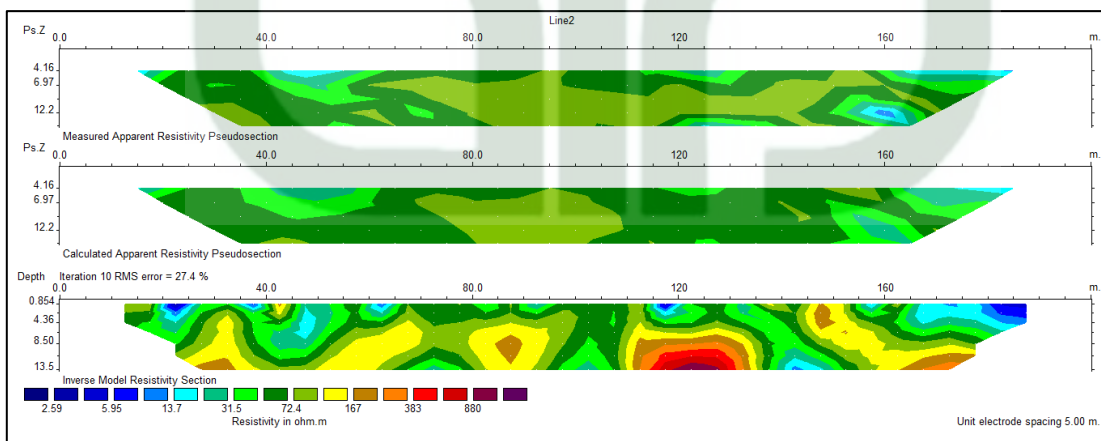 Line2
Ps.Z 0.0 40.0 80.0 120 160 m.
4.16
6.97
12.2
Measured Apparent Resistivity Pseudosection
Ps.Z 0.0 40.0 80.0 120 160 m.
4.16
6.97
12.2
Calculated Apparent Resistivity Pseudosection
Depth Iteration 10 RMS error = 27.4 %
0.0 40.0 80.0 120 160 m.
0.854
4.36
8.50
13.5
Inverse Model Resistivity Section
2.59 5.95 13.7 31.5 72.4 167 383 880
Resistivity in ohm.m Unit electrode spacing 5.00 m.